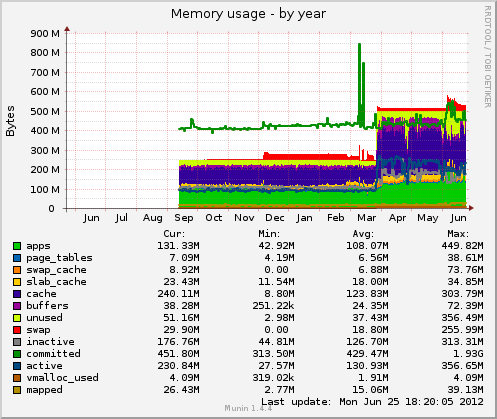 Memory usage - by year
RRDTOOL / TOBI OETIKER
Bytes
900 M
800 M
700 M
600 M
500 M
400 M
300 M
200 M
100 M
0
Jun Jul Aug Sep Oct Nov Dec Jan Feb Mar Apr May Jun
Cur: Min: Avg: Max:
apps 131.33M 42.92M 108.07M 449.82M
page_tables 7.09M 4.19M 6.56M 38.61M
swap_cache 8.92M 0.00 6.88M 73.76M
slab_cache 23.43M 11.54M 18.00M 34.85M
cache 240.11M 8.80M 123.83M 303.79M
buffers 38.28M 251.22k 24.35M 72.39M
unused 51.16M 2.98M 37.43M 356.49M
swap 29.90M 0.00 18.80M 255.99M
inactive 176.76M 44.81M 126.70M 313.31M
committed 451.80M 313.50M 429.47M 1.93G
active 230.84M 27.57M 130.93M 356.65M
vmalloc_used 4.09M 319.02k 1.91M 4.09M
mapped 26.43M 2.77M 15.06M 39.13M
Last update: Mon Jun 25 18:20:05 2012
Munin 1.4.4